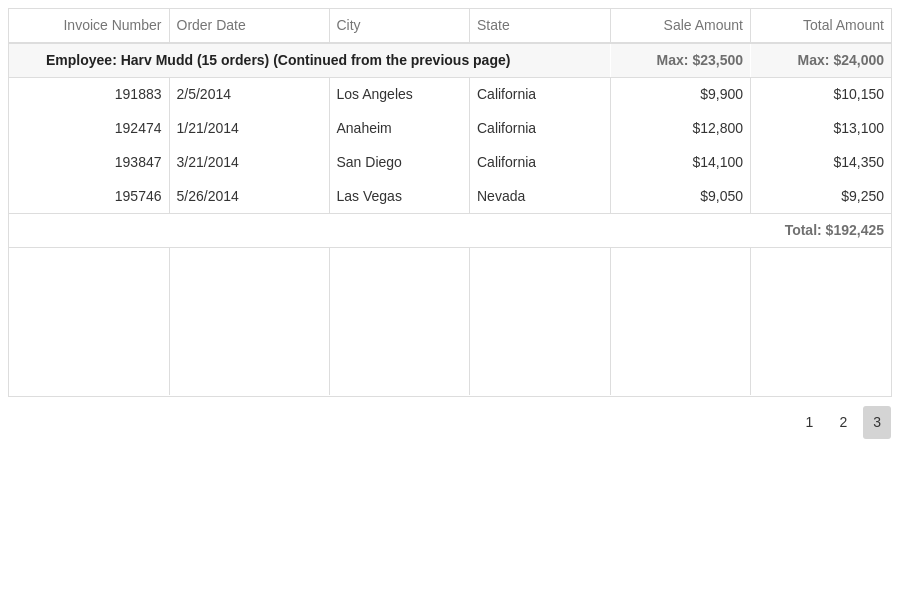 Invoice Number Order Date City State Sale Amount Total Amount
Employee: Harv Mudd (15 orders) (Continued from the previous page) Max: $23,500 Max: $24,000
191883 2/5/2014 Los Angeles California $9,900 $10,150
192474 1/21/2014 Anaheim California $12,800 $13,100
193847 3/21/2014 San Diego California $14,100 $14,350
195746 5/26/2014 Las Vegas Nevada $9,050 $9,250
Total: $192,425
1 2 3